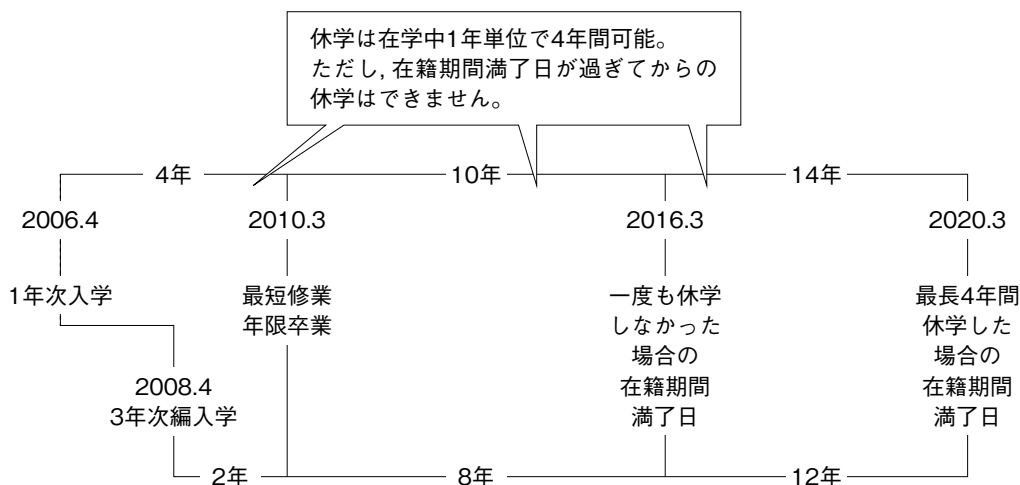 休学は在学中1年単位で4年間可能。
ただし,在籍期間満了日が過ぎてからの
休学はできません。
4年
10年
14年
2006.4
2010.3
2016.3
2020.3
1年次入学
最短修業
年限卒業
一度も休学
しなかった
場合の
在籍期間
満了日
最長4年間
休学した
場合の
在籍期間
満了日
2008.4
3年次編入学
2年
8年
12年